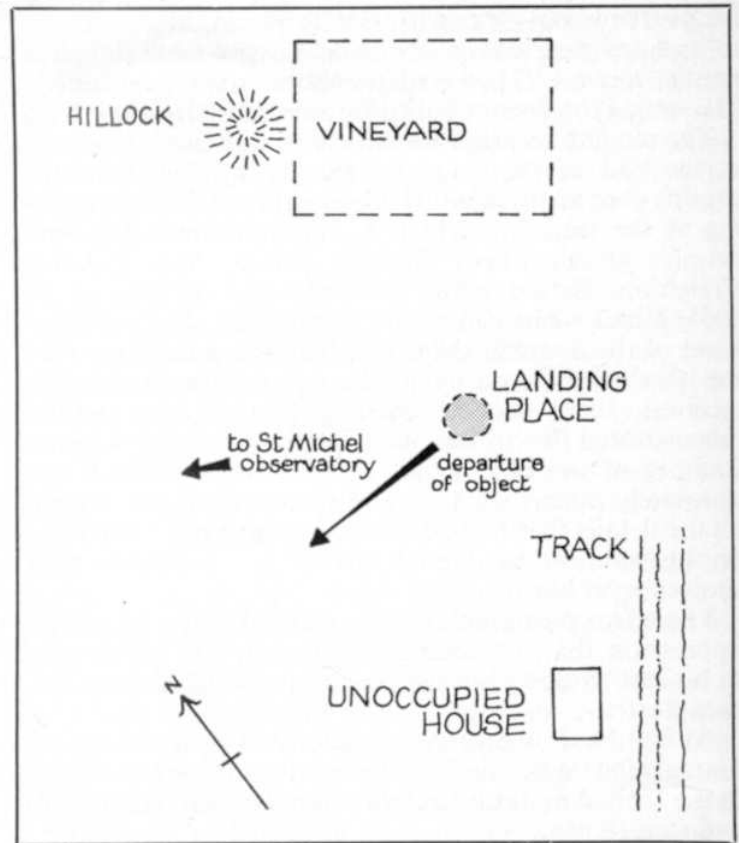 HILLOCK
VINEYARD
LANDING
PLACE
to St Michel
observatory
departure
of object
TRACK
N
UNOCCUPIED
HOUSE